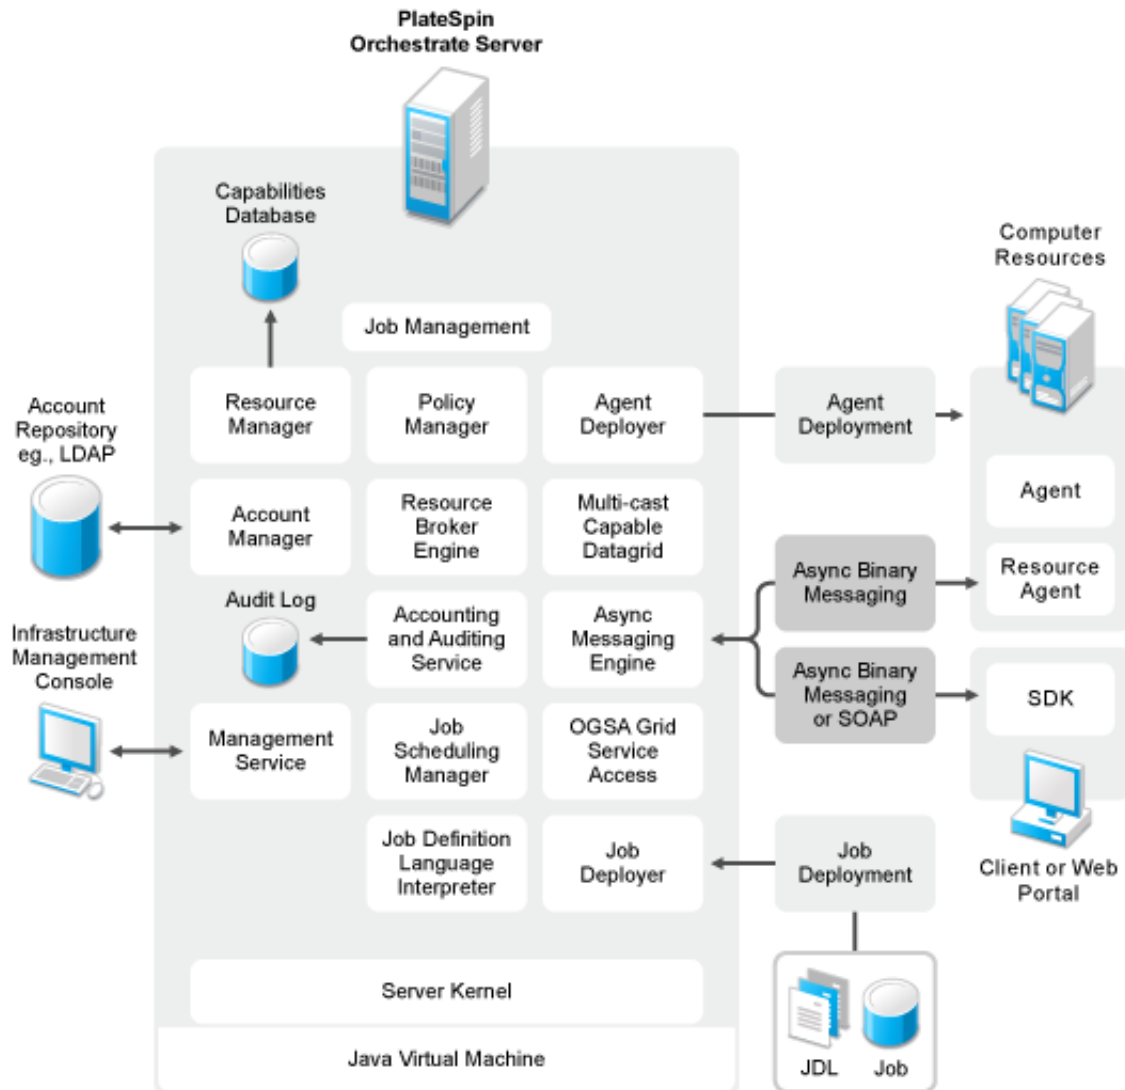 PlateSpin
Orchestrate Server
Capabilities
Database
Computer
Resources
Job Management
Account
Repository
eg., LDAP
Resource
Manager
Policy
Manager
Agent
Deployer
Agent
Deployment
Agent
Account
Manager
Resource
Broker
Engine
Multi-cast
Capable
Datagrid
Async Binary
Messaging
Resource
Agent
Infrastructure
Management
Console
Audit Log
Accounting
and Auditing
Service
Async
Messaging
Engine
Async Binary
Messaging
or SOAP
SDK
Management
Service
Job
Scheduling
Manager
OGSA Grid
Service
Access
Job Definition
Language
Interpreter
Job
Deployer
Job
Deployment
Client or Web
Portal
Server Kernel
Java Virtual Machine
JDL
Job